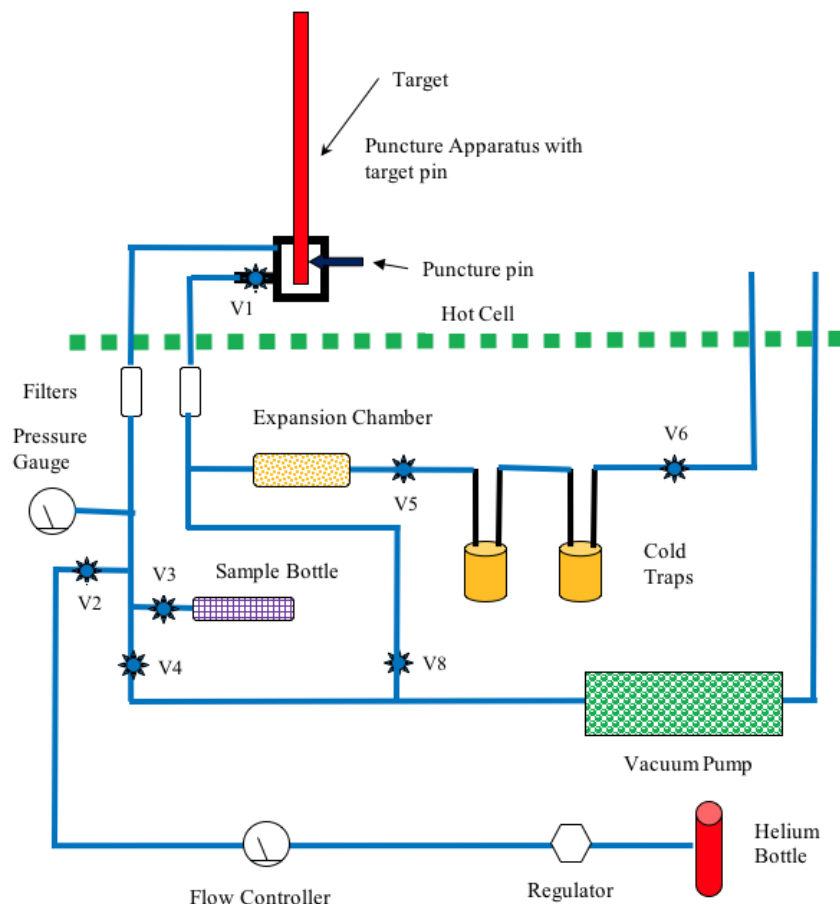 Target
Puncture Apparatus with
target pin
Puncture pin
V1
Hot Cell
Filters
Expansion Chamber
Pressure
Gauge
V6
V5
Cold
Traps
V3
Sample Bottle
V2
V4
V8
Vacuum Pump
Helium
Bottle
Flow Controller
Regulator